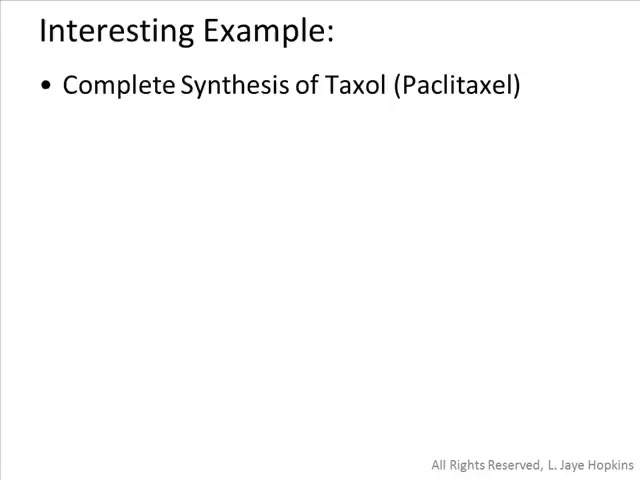 Interesting Example:
• Complete Synthesis of Taxol (Paclitaxel)
All Rights Reserved, L. Jaye Hopkins